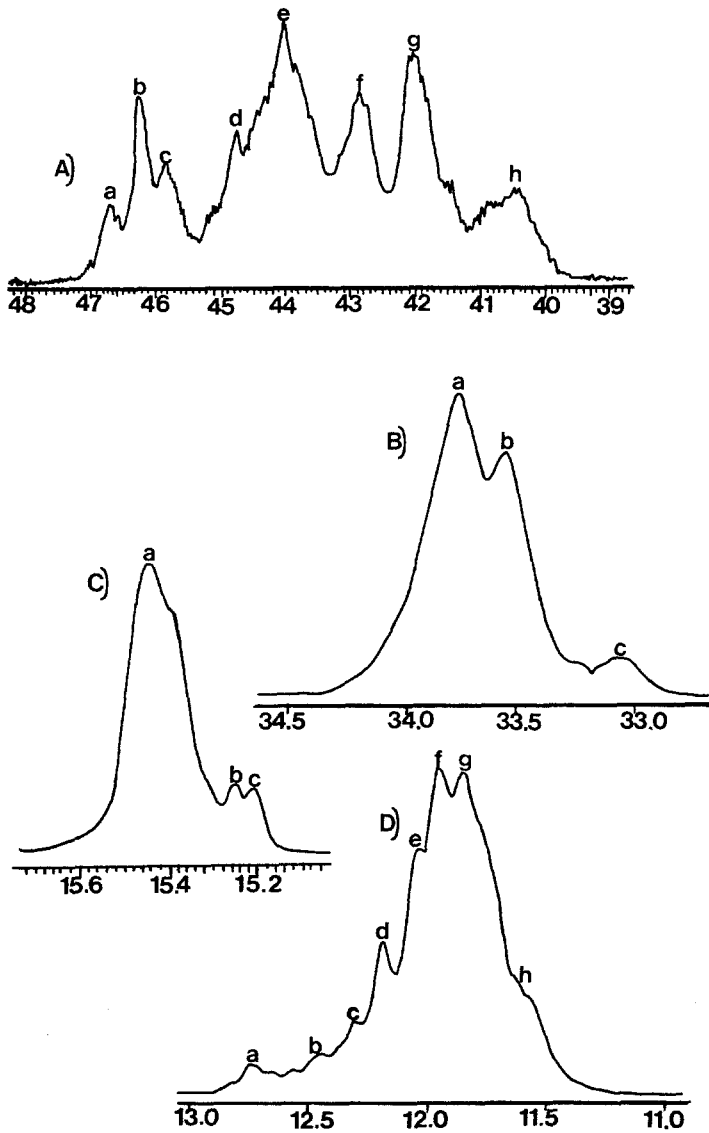 A)
a b c d e f g h
48 47 46 45 44 43 42 41 40 39
B)
a b c
34.5 34.0 33.5 33.0
C)
a b c
15.6 15.4 15.2
D)
a b c d e f g h
13.0 12.5 12.0 11.5 11.0